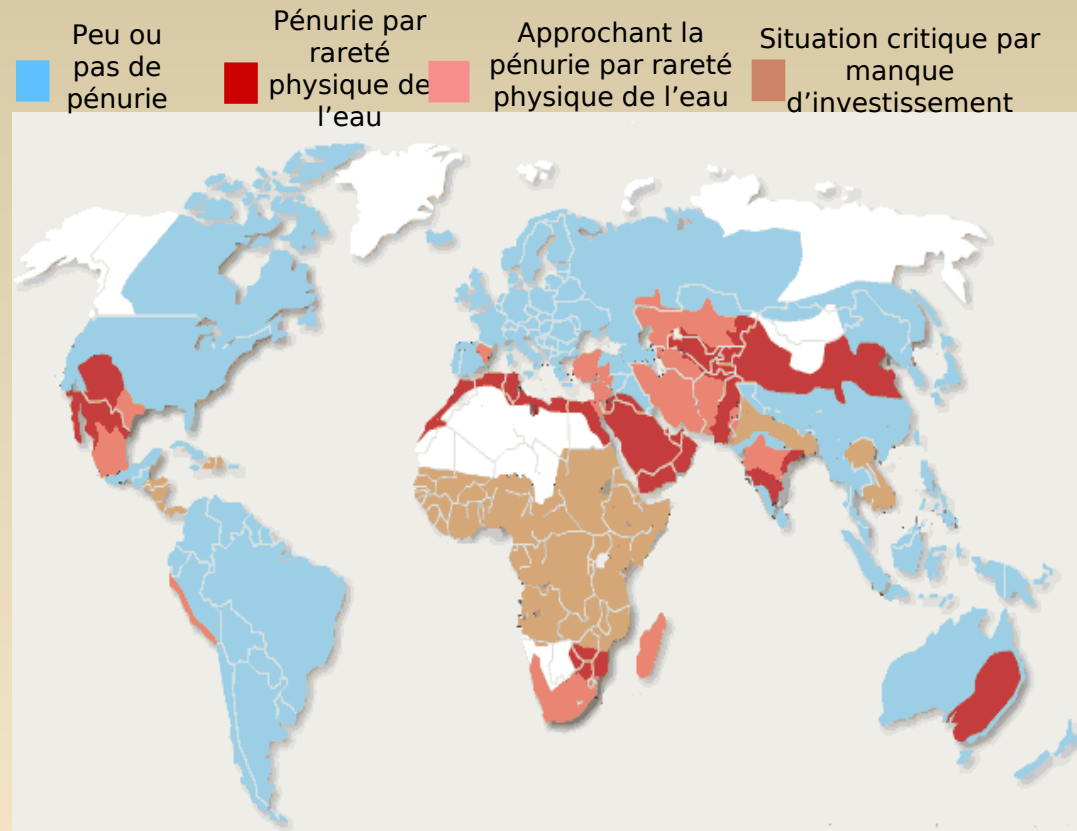 Peu ou
pas de
pénurie
Pénurie par
rareté
physique de
l’eau
Approchant la
pénurie par rareté
physique de l’eau
Situation critique par
manque
d’investissement